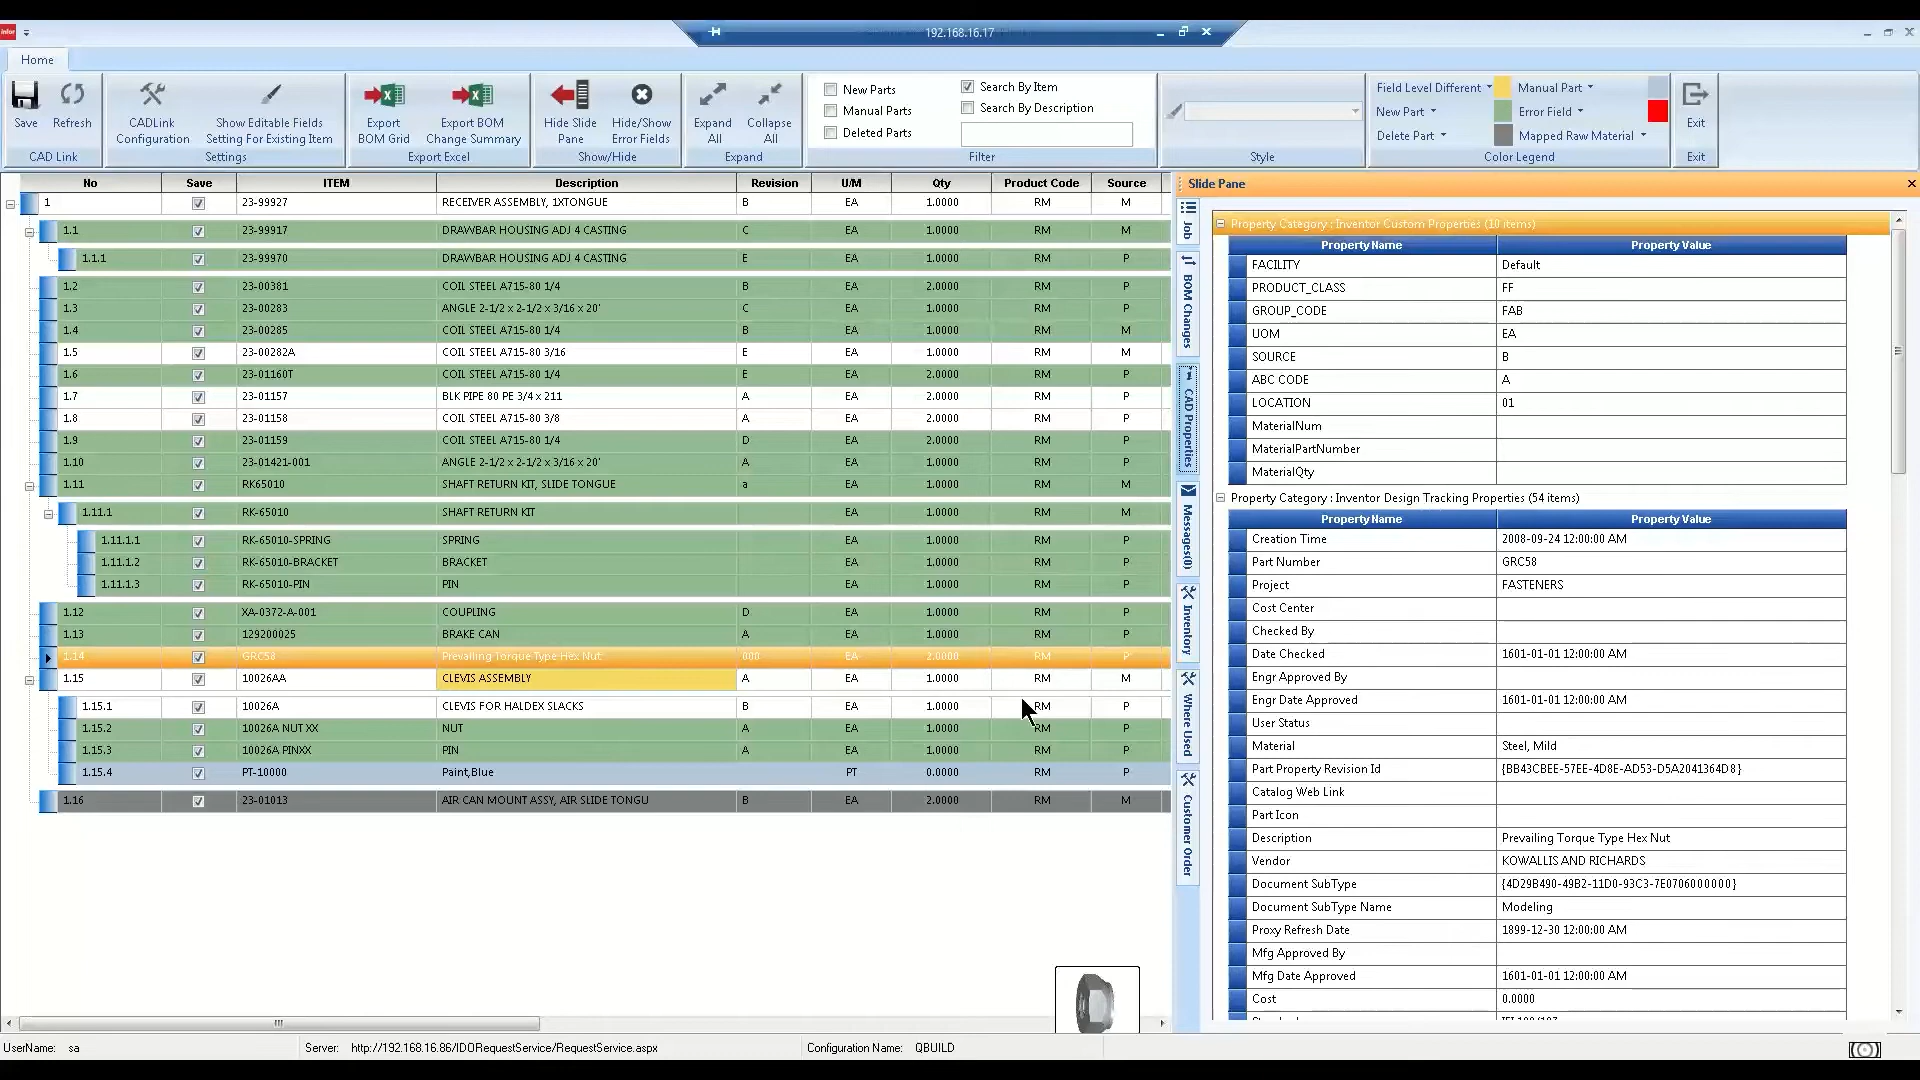 infor
192.168.16.17
Home
Save Refresh
CAD Link
CADLink Configuration
Show Editable Fields Setting For Existing Item
Settings
Export BOM Grid
Export BOM Change Summary
Export Excel
Hide Slide Pane
Hide/Show Error Fields
Show/Hide
Expand All
Collapse All
Expand
New Parts
Manual Parts
Deleted Parts
Search By Item
Search By Description
Filter
Style
Field Level Different Manual Part
New Part Error Field
Delete Part Mapped Raw Material
Color Legend
Exit
Exit
No Save ITEM Description Revision U/M Qty Product Code Source
1 23-99927 RECEIVER ASSEMBLY, 1XTONGUE B EA 1.0000 RM M
1.1 23-99917 DRAWBAR HOUSING ADJ 4 CASTING C EA 1.0000 RM M
1.1.1 23-99970 DRAWBAR HOUSING ADJ 4 CASTING E EA 1.0000 RM P
1.2 23-00381 COIL STEEL A715-80 1/4 B EA 2.0000 RM P
1.3 23-00283 ANGLE 2-1/2 x 2-1/2 x 3/16 x 20' C EA 1.0000 RM P
1.4 23-00285 COIL STEEL A715-80 1/4 B EA 1.0000 RM M
1.5 23-00282A COIL STEEL A715-80 3/16 E EA 1.0000 RM M
1.6 23-01160T COIL STEEL A715-80 1/4 E EA 2.0000 RM P
1.7 23-01157 BLK PIPE 80 PE 3/4 x 211 A EA 2.0000 RM P
1.8 23-01158 COIL STEEL A715-80 3/8 A EA 2.0000 RM P
1.9 23-01159 COIL STEEL A715-80 1/4 D EA 2.0000 RM P
1.10 23-01421-001 ANGLE 2-1/2 x 2-1/2 x 3/16 x 20' A EA 1.0000 RM P
1.11 RK65010 SHAFT RETURN KIT, SLIDE TONGUE a EA 1.0000 RM M
1.11.1 RK-65010 SHAFT RETURN KIT EA 1.0000 RM M
1.11.1.1 RK-65010-SPRING SPRING EA 1.0000 RM P
1.11.1.2 RK-65010-BRACKET BRACKET EA 1.0000 RM P
1.11.1.3 RK-65010-PIN PIN EA 1.0000 RM P
1.12 XA-0372-A-001 COUPLING D EA 1.0000 RM P
1.13 129200025 BRAKE CAN A EA 1.0000 RM P
1.14 GRC58 Prevailing Torque Type Hex Nut 000 EA 2.0000 RM P
1.15 10026AA CLEVIS ASSEMBLY A EA 1.0000 RM M
1.15.1 10026A CLEVIS FOR HALDEX SLACKS B EA 1.0000 RM P
1.15.2 10026A NUT XX NUT A EA 1.0000 RM P
1.15.3 10026A PINXX PIN A EA 1.0000 RM P
1.15.4 PT-10000 Paint,Blue PT 0.0000 RM P
1.16 23-01013 AIR CAN MOUNT ASSY, AIR SLIDE TONGU B EA 2.0000 RM M
Slide Pane
Job
BOM Changes
CAD Properties
Messages(0)
Inventory
Where Used
Customer Order
Property Category : Inventor Custom Properties (10 items)
Property Name Property Value
FACILITY Default
PRODUCT_CLASS FF
GROUP_CODE FAB
UOM EA
SOURCE B
ABC CODE A
LOCATION 01
MaterialNum
MaterialPartNumber
MaterialQty
Property Category : Inventor Design Tracking Properties (54 items)
Property Name Property Value
Creation Time 2008-09-24 12:00:00 AM
Part Number GRC58
Project FASTENERS
Cost Center
Checked By
Date Checked 1601-01-01 12:00:00 AM
Engr Approved By
Engr Date Approved 1601-01-01 12:00:00 AM
User Status
Material Steel, Mild
Part Property Revision Id {BB43CBEE-57EE-4D8E-AD53-D5A2041364D8}
Catalog Web Link
Part Icon
Description Prevailing Torque Type Hex Nut
Vendor KOWALLIS AND RICHARDS
Document SubType {4D29B490-49B2-11D0-93C3-7E0706000000}
Document SubType Name Modeling
Proxy Refresh Date 1899-12-30 12:00:00 AM
Mfg Approved By
Mfg Date Approved 1601-01-01 12:00:00 AM
Cost 0.0000
UserName: sa Server: http://192.168.16.86/IDORequestService/RequestService.aspx Configuration Name: QBUILD